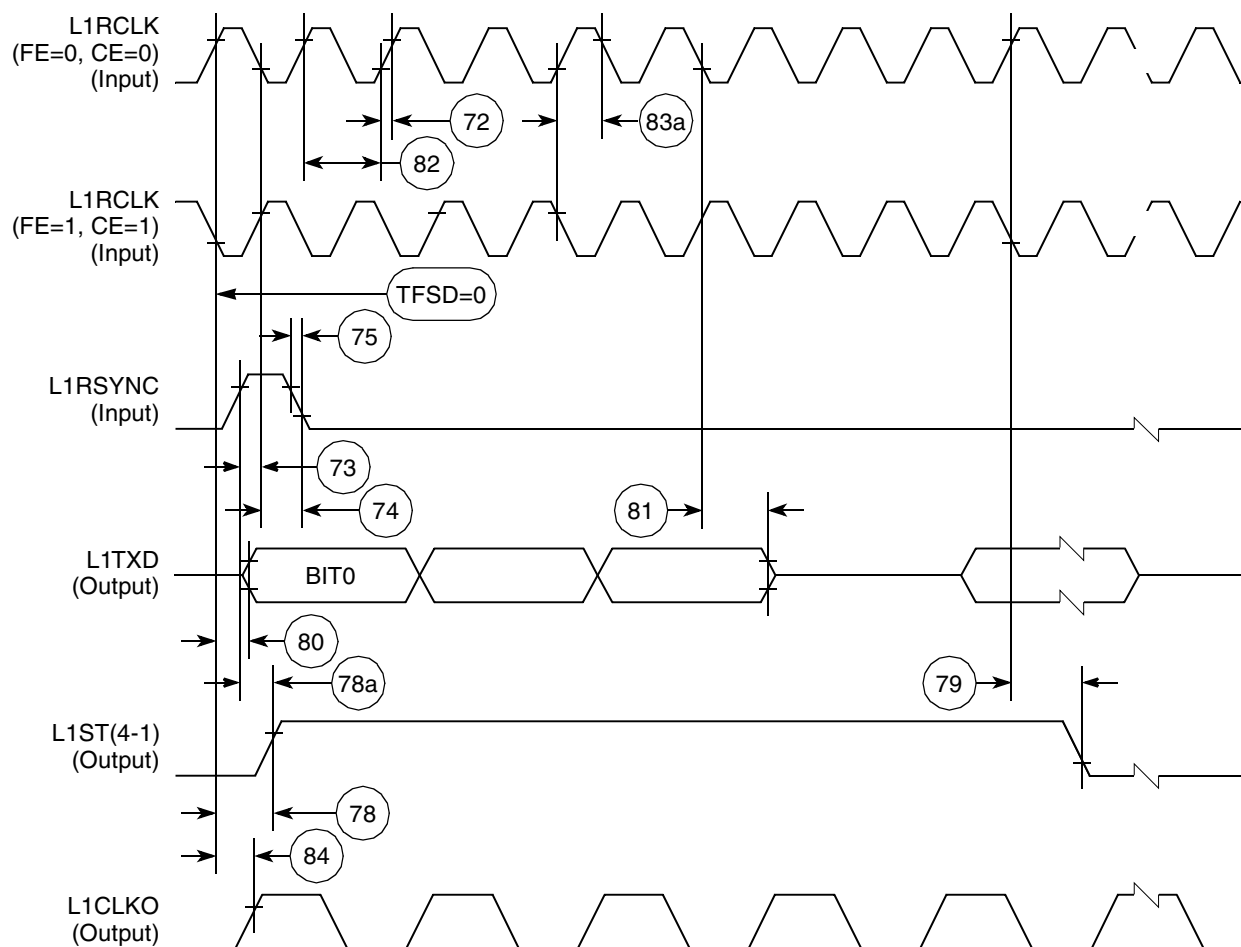 L1RCLK
(FE=0, CE=0)
(Input)
72
83a
82
L1RCLK
(FE=1, CE=1)
(Input)
TFSD=0
75
L1RSYNC
(Input)
73
74
81
L1TXD
(Output)
BIT0
80
78a
79
L1ST(4-1)
(Output)
78
84
L1CLKO
(Output)